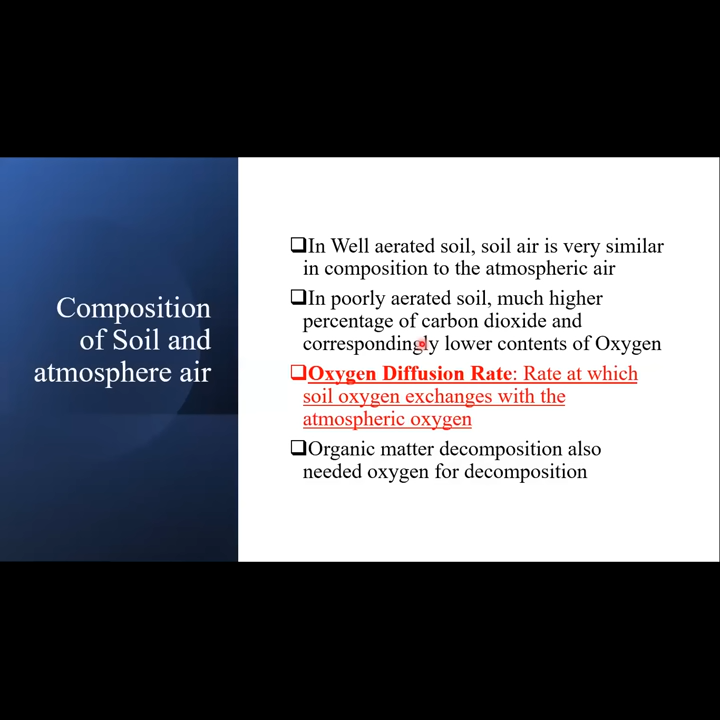 Composition
of Soil and
atmosphere air
❑In Well aerated soil, soil air is very similar
in composition to the atmospheric air
❑In poorly aerated soil, much higher
percentage of carbon dioxide and
correspondingly lower contents of Oxygen
❑Oxygen Diffusion Rate: Rate at which
soil oxygen exchanges with the
atmospheric oxygen
❑Organic matter decomposition also
needed oxygen for decomposition